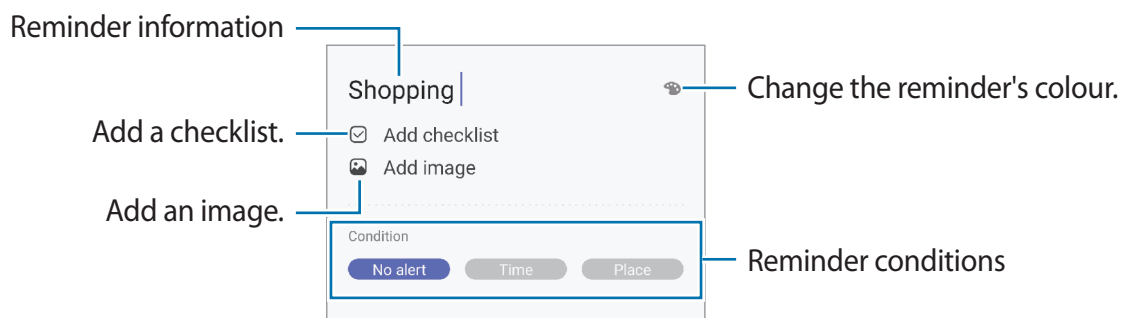 Reminder information
Shopping
Change the reminder's colour.
Add a checklist.
Add checklist
Add image
Add an image.
Condition
No alert Time Place
Reminder conditions